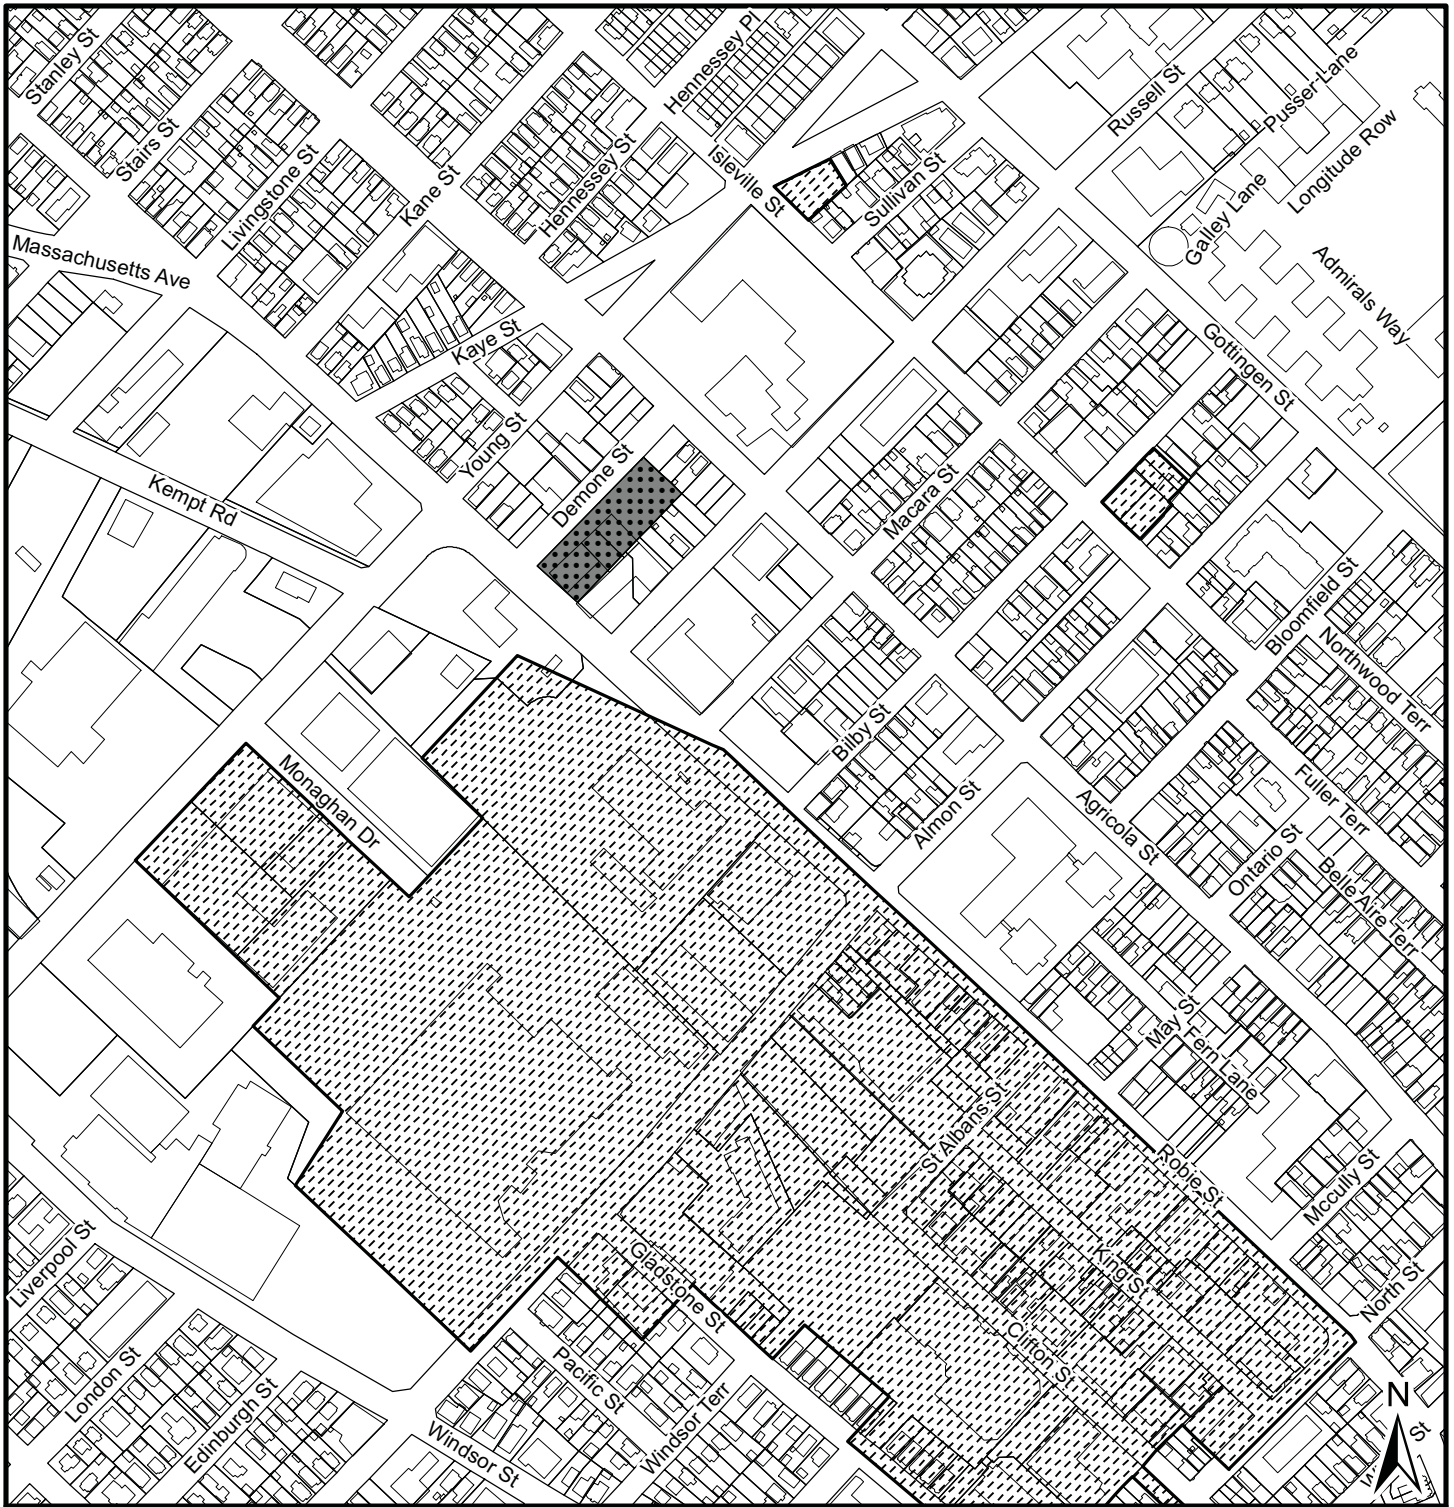 Stanley St
Stairs St
Livingstone St
Massachusetts Ave
Kane St
Hennessey Pl
Hennessey St
Isleville St
Sullivan St
Russell St
Pusser Lane
Longitude Row
Galley Lane
Admirals Way
Gottingen St
Kaye St
Young St
Demone St
Kempt Rd
Macara St
Bloomfield St
Northwood Terr
Bilby St
Almon St
Agricola St
Fuller Terr
Ontario St
Belle Aire Terr
Monaghan Dr
May St
Fern Lane
St Albans St
Robie St
Mccully St
North St
King St
Clifton St
Gladstone St
Pacific St
Windsor Terr
Windsor St
Liverpool St
London St
Edinburgh St
N
St